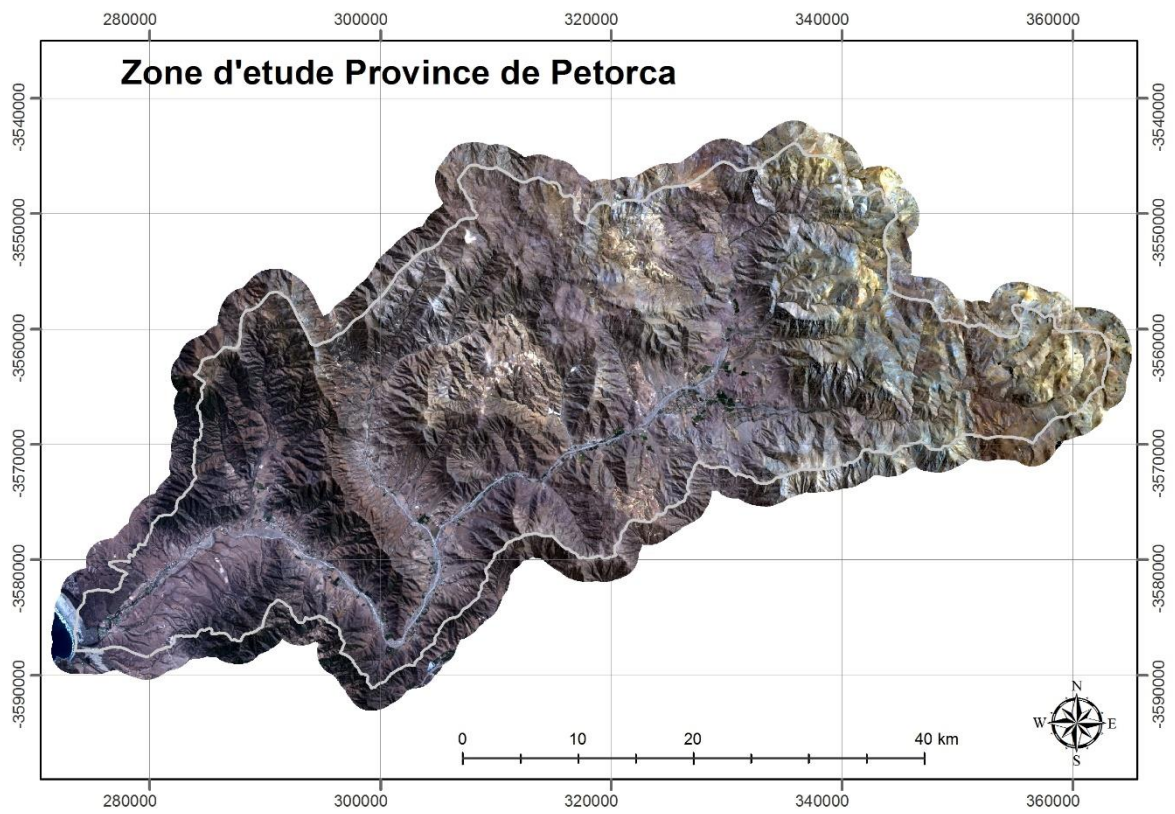 280000 300000 320000 340000 360000
Zone d'etude Province de Petorca
-3540000 -3540000
-3550000 -3550000
-3560000 -3560000
-3570000 -3570000
-3580000 -3580000
-3590000 -3590000
N
W E
S
0 10 20 40 km
280000 300000 320000 340000 360000